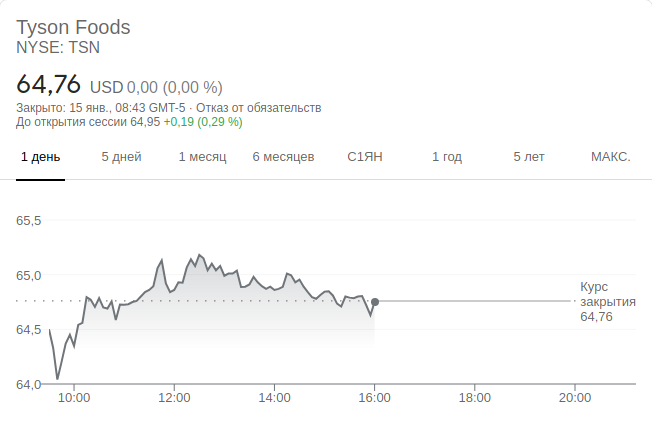 Tyson Foods
NYSE: TSN
64,76 USD 0,00 (0,00 %)
Закрыто: 15 янв., 08:43 GMT-5 · Отказ от обязательств
До открытия сессии 64,95 +0,19 (0,29 %)
1 день 5 дней 1 месяц 6 месяцев С1ЯН 1 год 5 лет МАКС.
65,5
65,0
Курс
закрытия
64,76
64,5
64,0
10:00 12:00 14:00 16:00 18:00 20:00